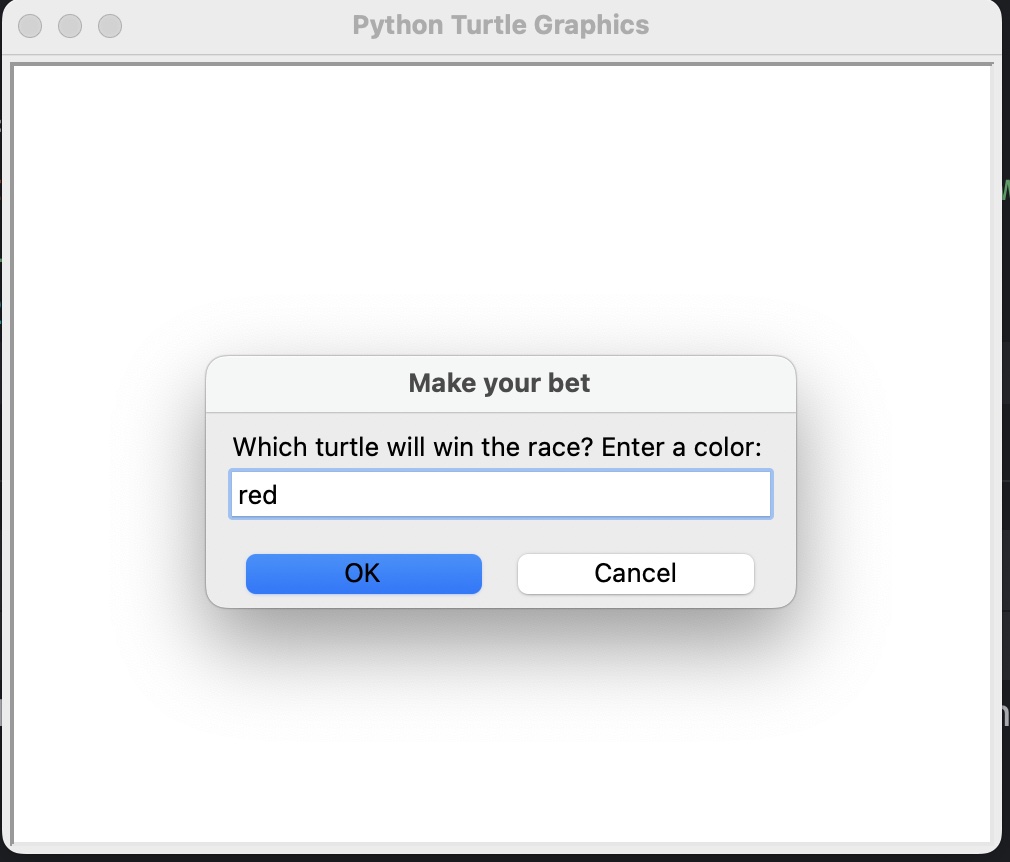 Python Turtle Graphics
Make your bet
Which turtle will win the race? Enter a color:
red
OK
Cancel